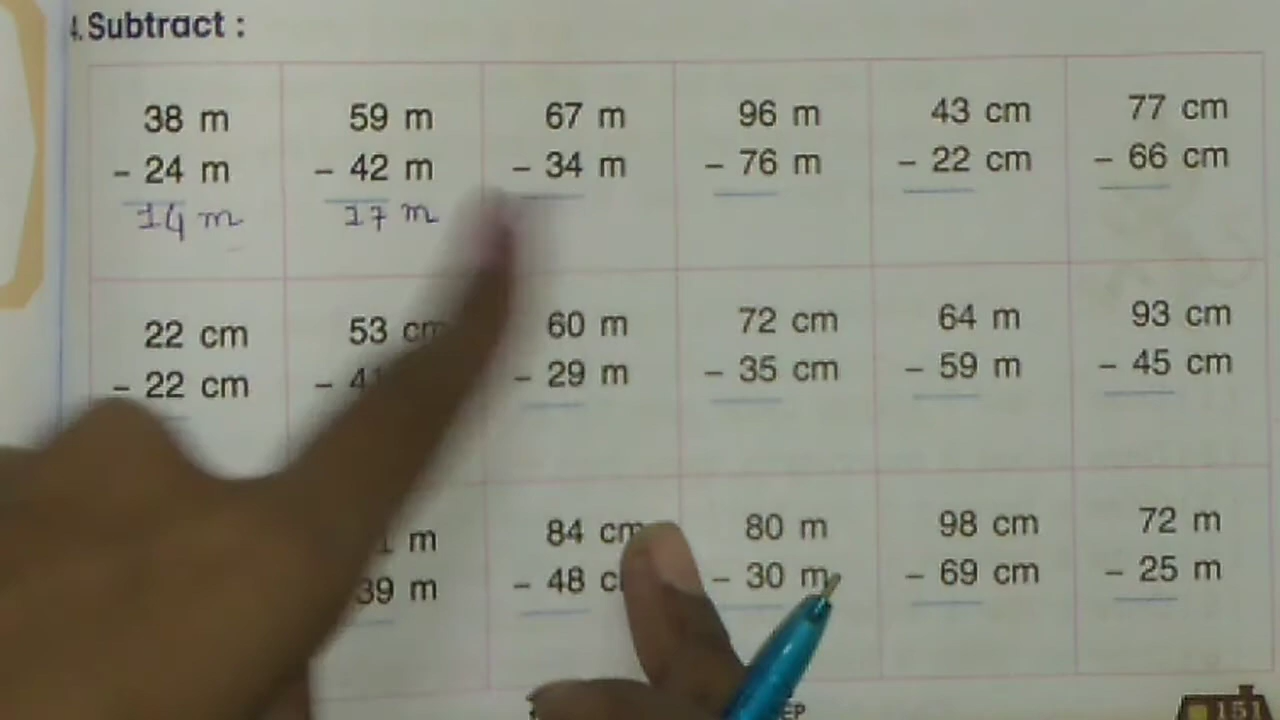 4. Subtract :
38 m 59 m 67 m 96 m 43 cm 77 cm
- 24 m - 42 m - 34 m - 76 m - 22 cm - 66 cm
14 m 17 m
22 cm 53 cm 60 m 72 cm 64 m 93 cm
- 22 cm - 41 - 29 m - 35 cm - 59 m - 45 cm
m 84 cm 80 m 98 cm 72 m
39 m - 48 - 30 m - 69 cm - 25 m
151